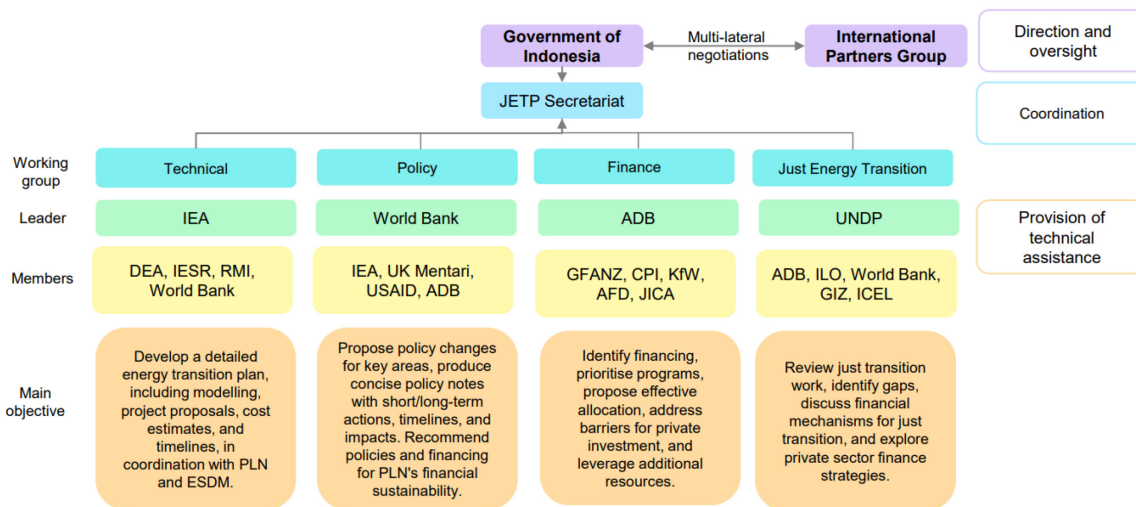 Government of
Indonesia
Multi-lateral
negotiations
International
Partners Group
Direction and
oversight
JETP Secretariat
Coordination
Working
group
Technical
Policy
Finance
Just Energy Transition
Leader
IEA
World Bank
ADB
UNDP
Provision of
technical
assistance
Members
DEA, IESR, RMI,
World Bank
IEA, UK Mentari,
USAID, ADB
GFANZ, CPI, KfW,
AFD, JICA
ADB, ILO, World Bank,
GIZ, ICEL
Main
objective
Develop a detailed
energy transition plan,
including modelling,
project proposals, cost
estimates, and
timelines, in
coordination with PLN
and ESDM.
Propose policy changes
for key areas, produce
concise policy notes
with short/long-term
actions, timelines, and
impacts. Recommend
policies and financing
for PLN's financial
sustainability.
Identify financing,
prioritise programs,
propose effective
allocation, address
barriers for private
investment, and
leverage additional
resources.
Review just transition
work, identify gaps,
discuss financial
mechanisms for just
transition, and explore
private sector finance
strategies.